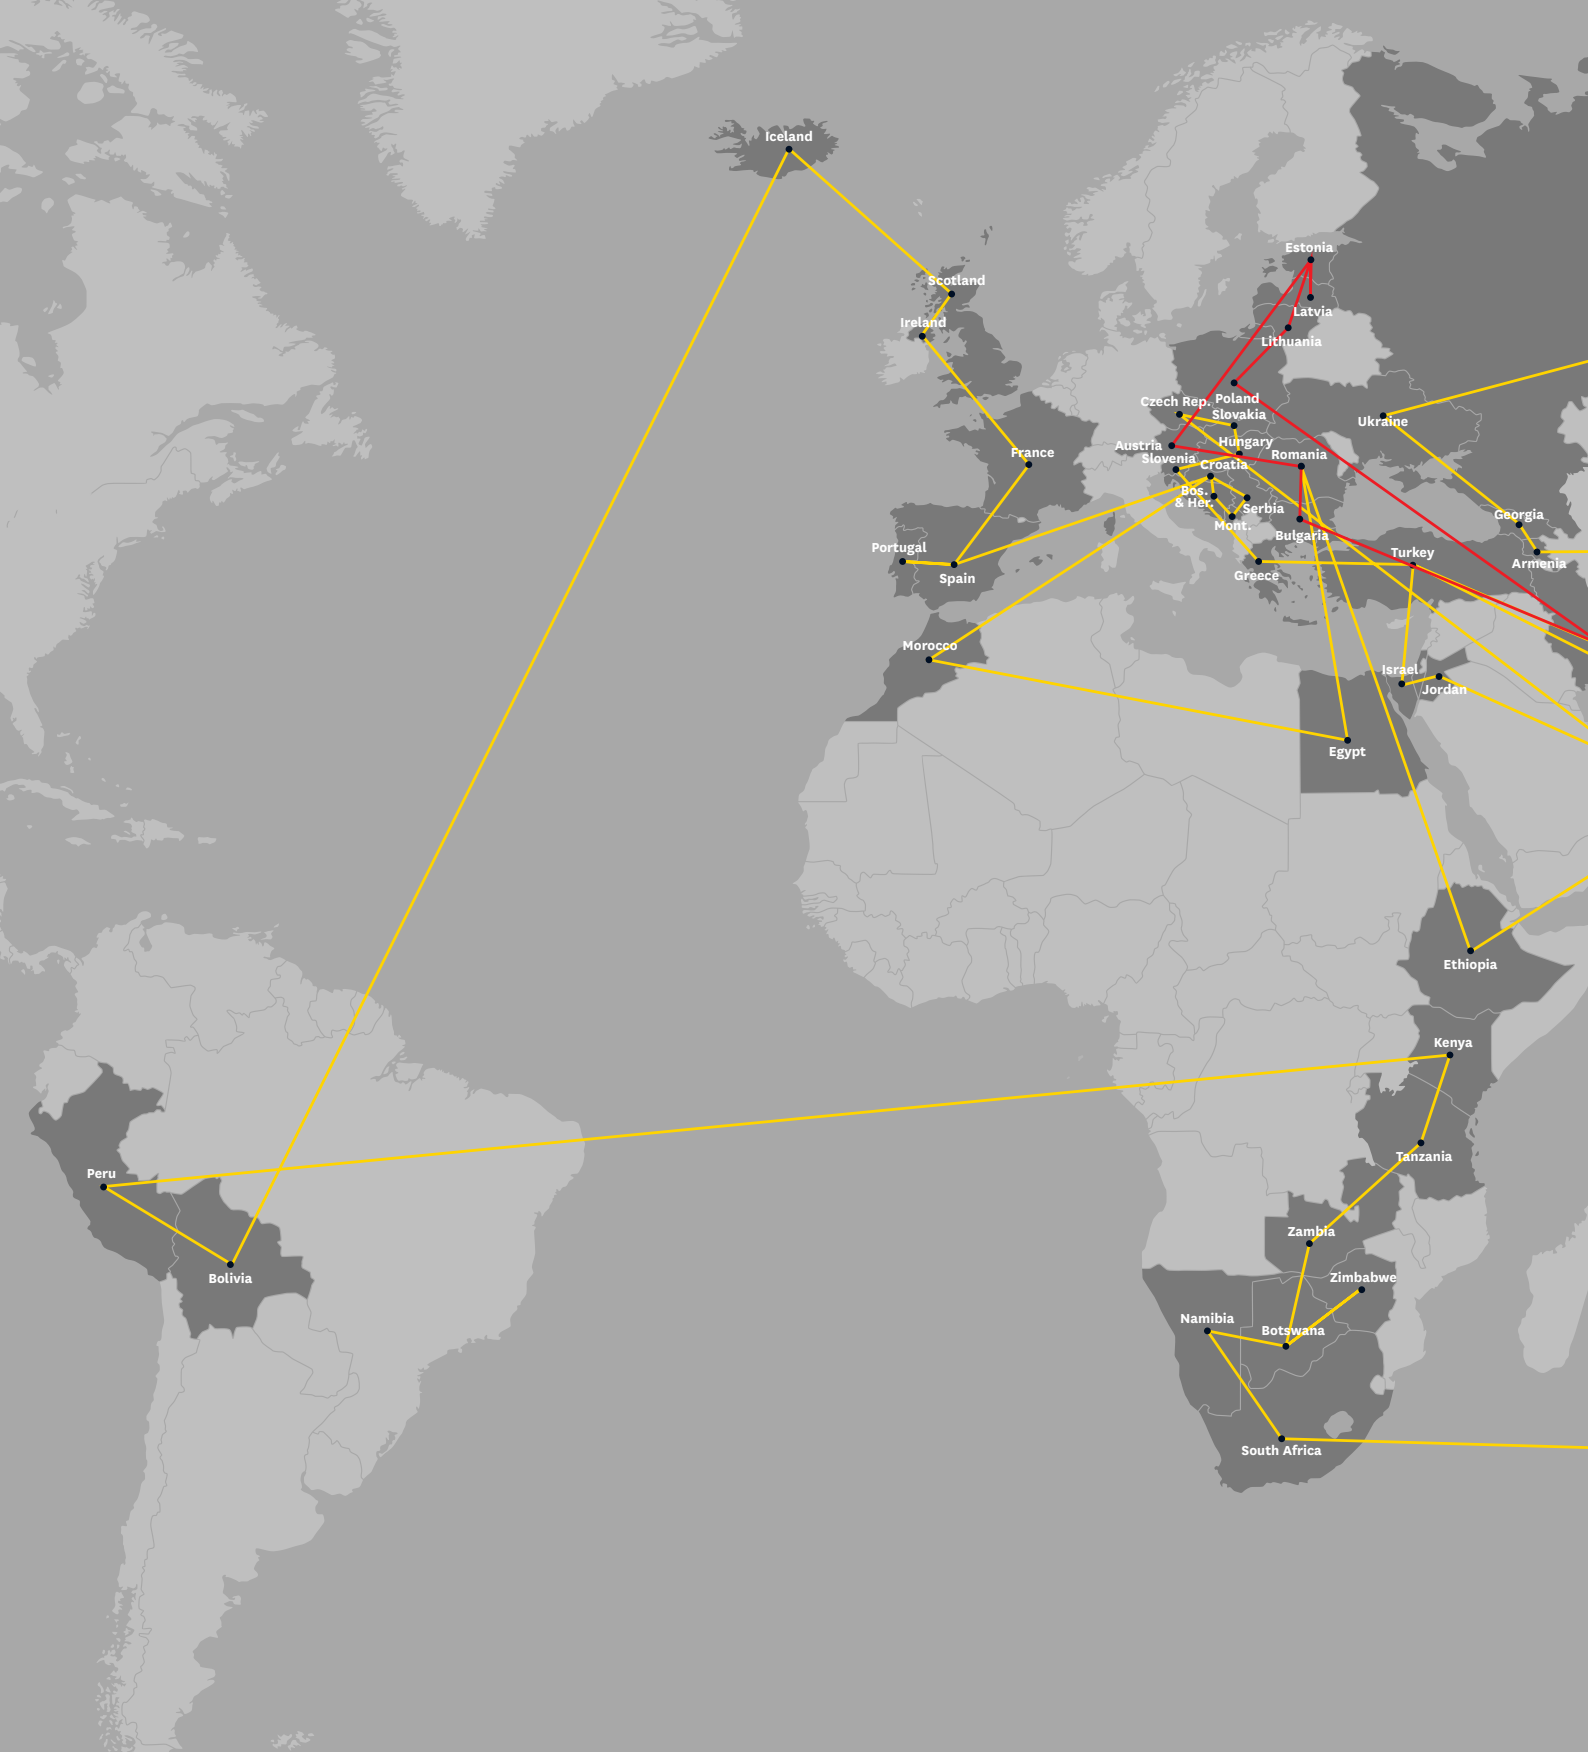 Iceland
Estonia
Scotland
Latvia
Ireland
Lithuania
Czech Rep.
Poland
Slovakia
Ukraine
Austria
Hungary
France
Slovenia
Croatia
Romania
Bos.
& Her.
Serbia
Mont.
Georgia
Bulgaria
Portugal
Turkey
Armenia
Spain
Greece
Morocco
Israel
Jordan
Egypt
Ethiopia
Kenya
Tanzania
Peru
Zambia
Bolivia
Zimbabwe
Namibia
Botswana
South Africa